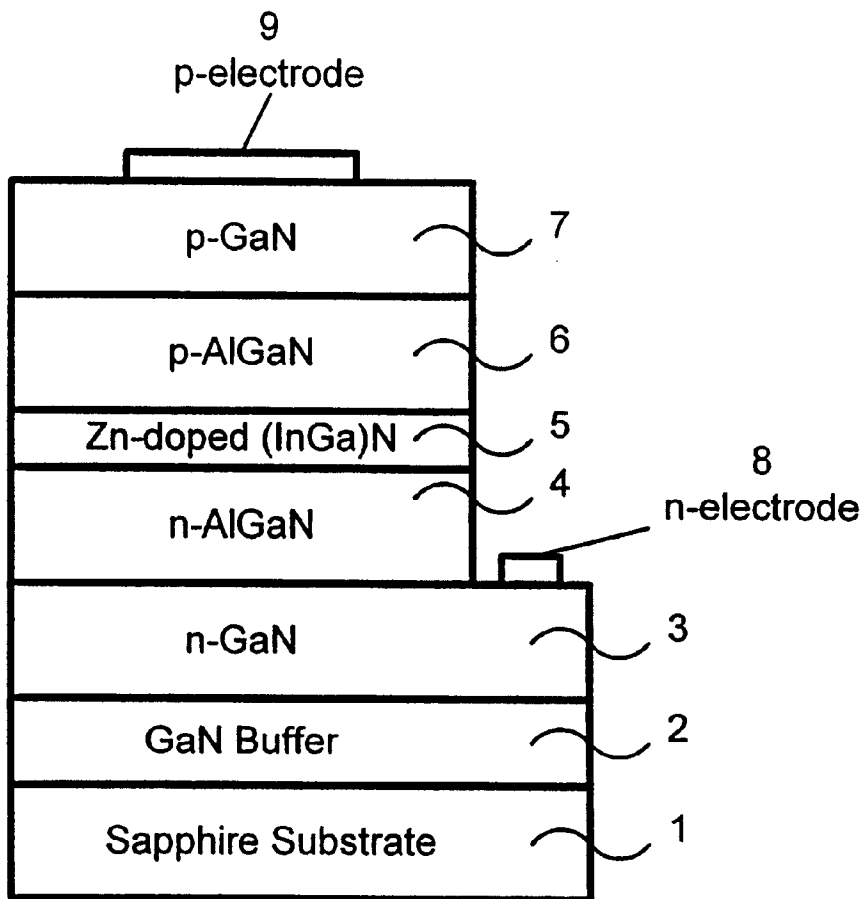 9
p-electrode
p-GaN 7
p-AlGaN 6
Zn-doped (InGa)N 5
n-AlGaN 4
8
n-electrode
n-GaN 3
GaN Buffer 2
Sapphire Substrate 1